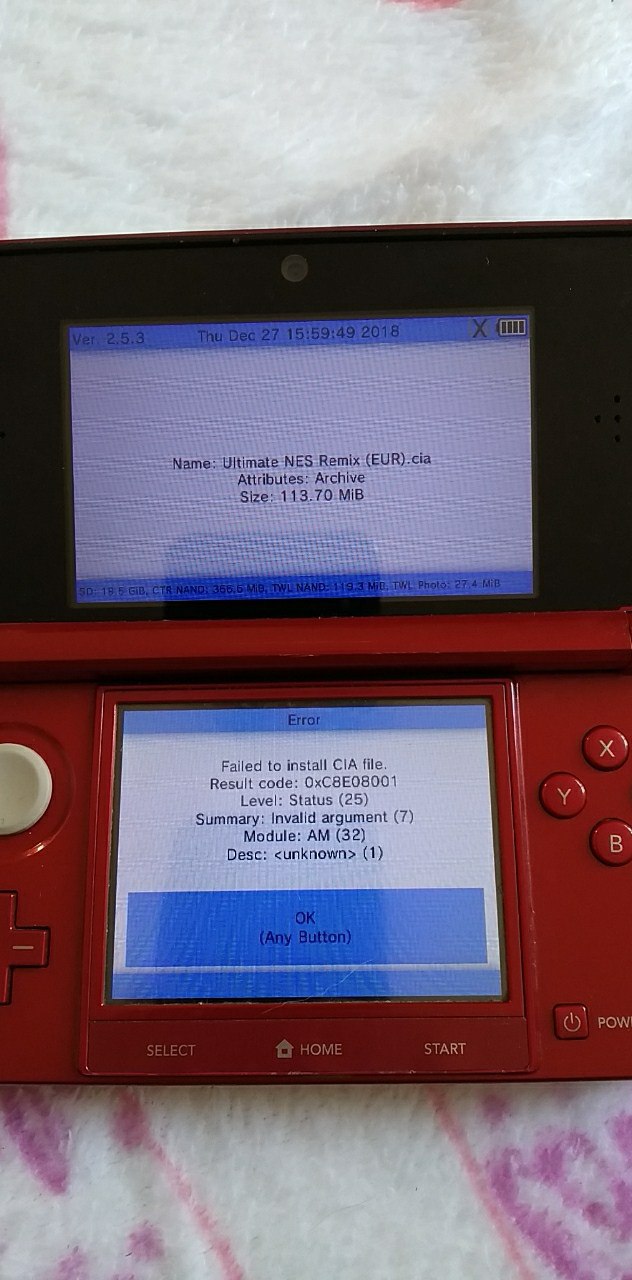 Ver. 2.5.3
Thu Dec 27 15:59:49 2018
X
Name: Ultimate NES Remix (EUR).cia
Attributes: Archive
Size: 113.70 MiB
SD: 18.5 GiB, CTR NAND: 356.5 MiB, TWL NAND: 119.3 MiB, TWL Photo: 27.4 MiB
Error
Failed to install CIA file.
Result code: 0xC8E08001
Level: Status (25)
Summary: Invalid argument (7)
Module: AM (32)
Desc: <unknown> (1)
OK
(Any Button)
X
Y
B
SELECT
HOME
START
POW